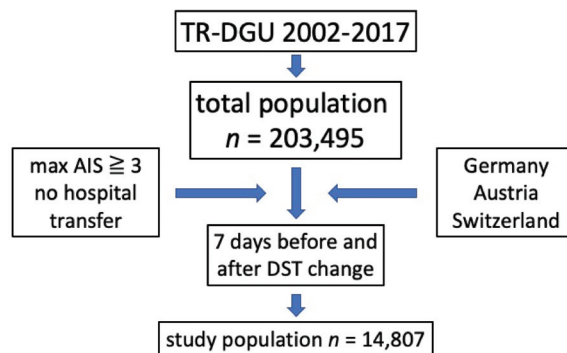 TR-DGU 2002-2017
total population
n = 203,495
max AIS ≧ 3
no hospital
transfer
Germany
Austria
Switzerland
7 days before and
after DST change
study population n = 14,807